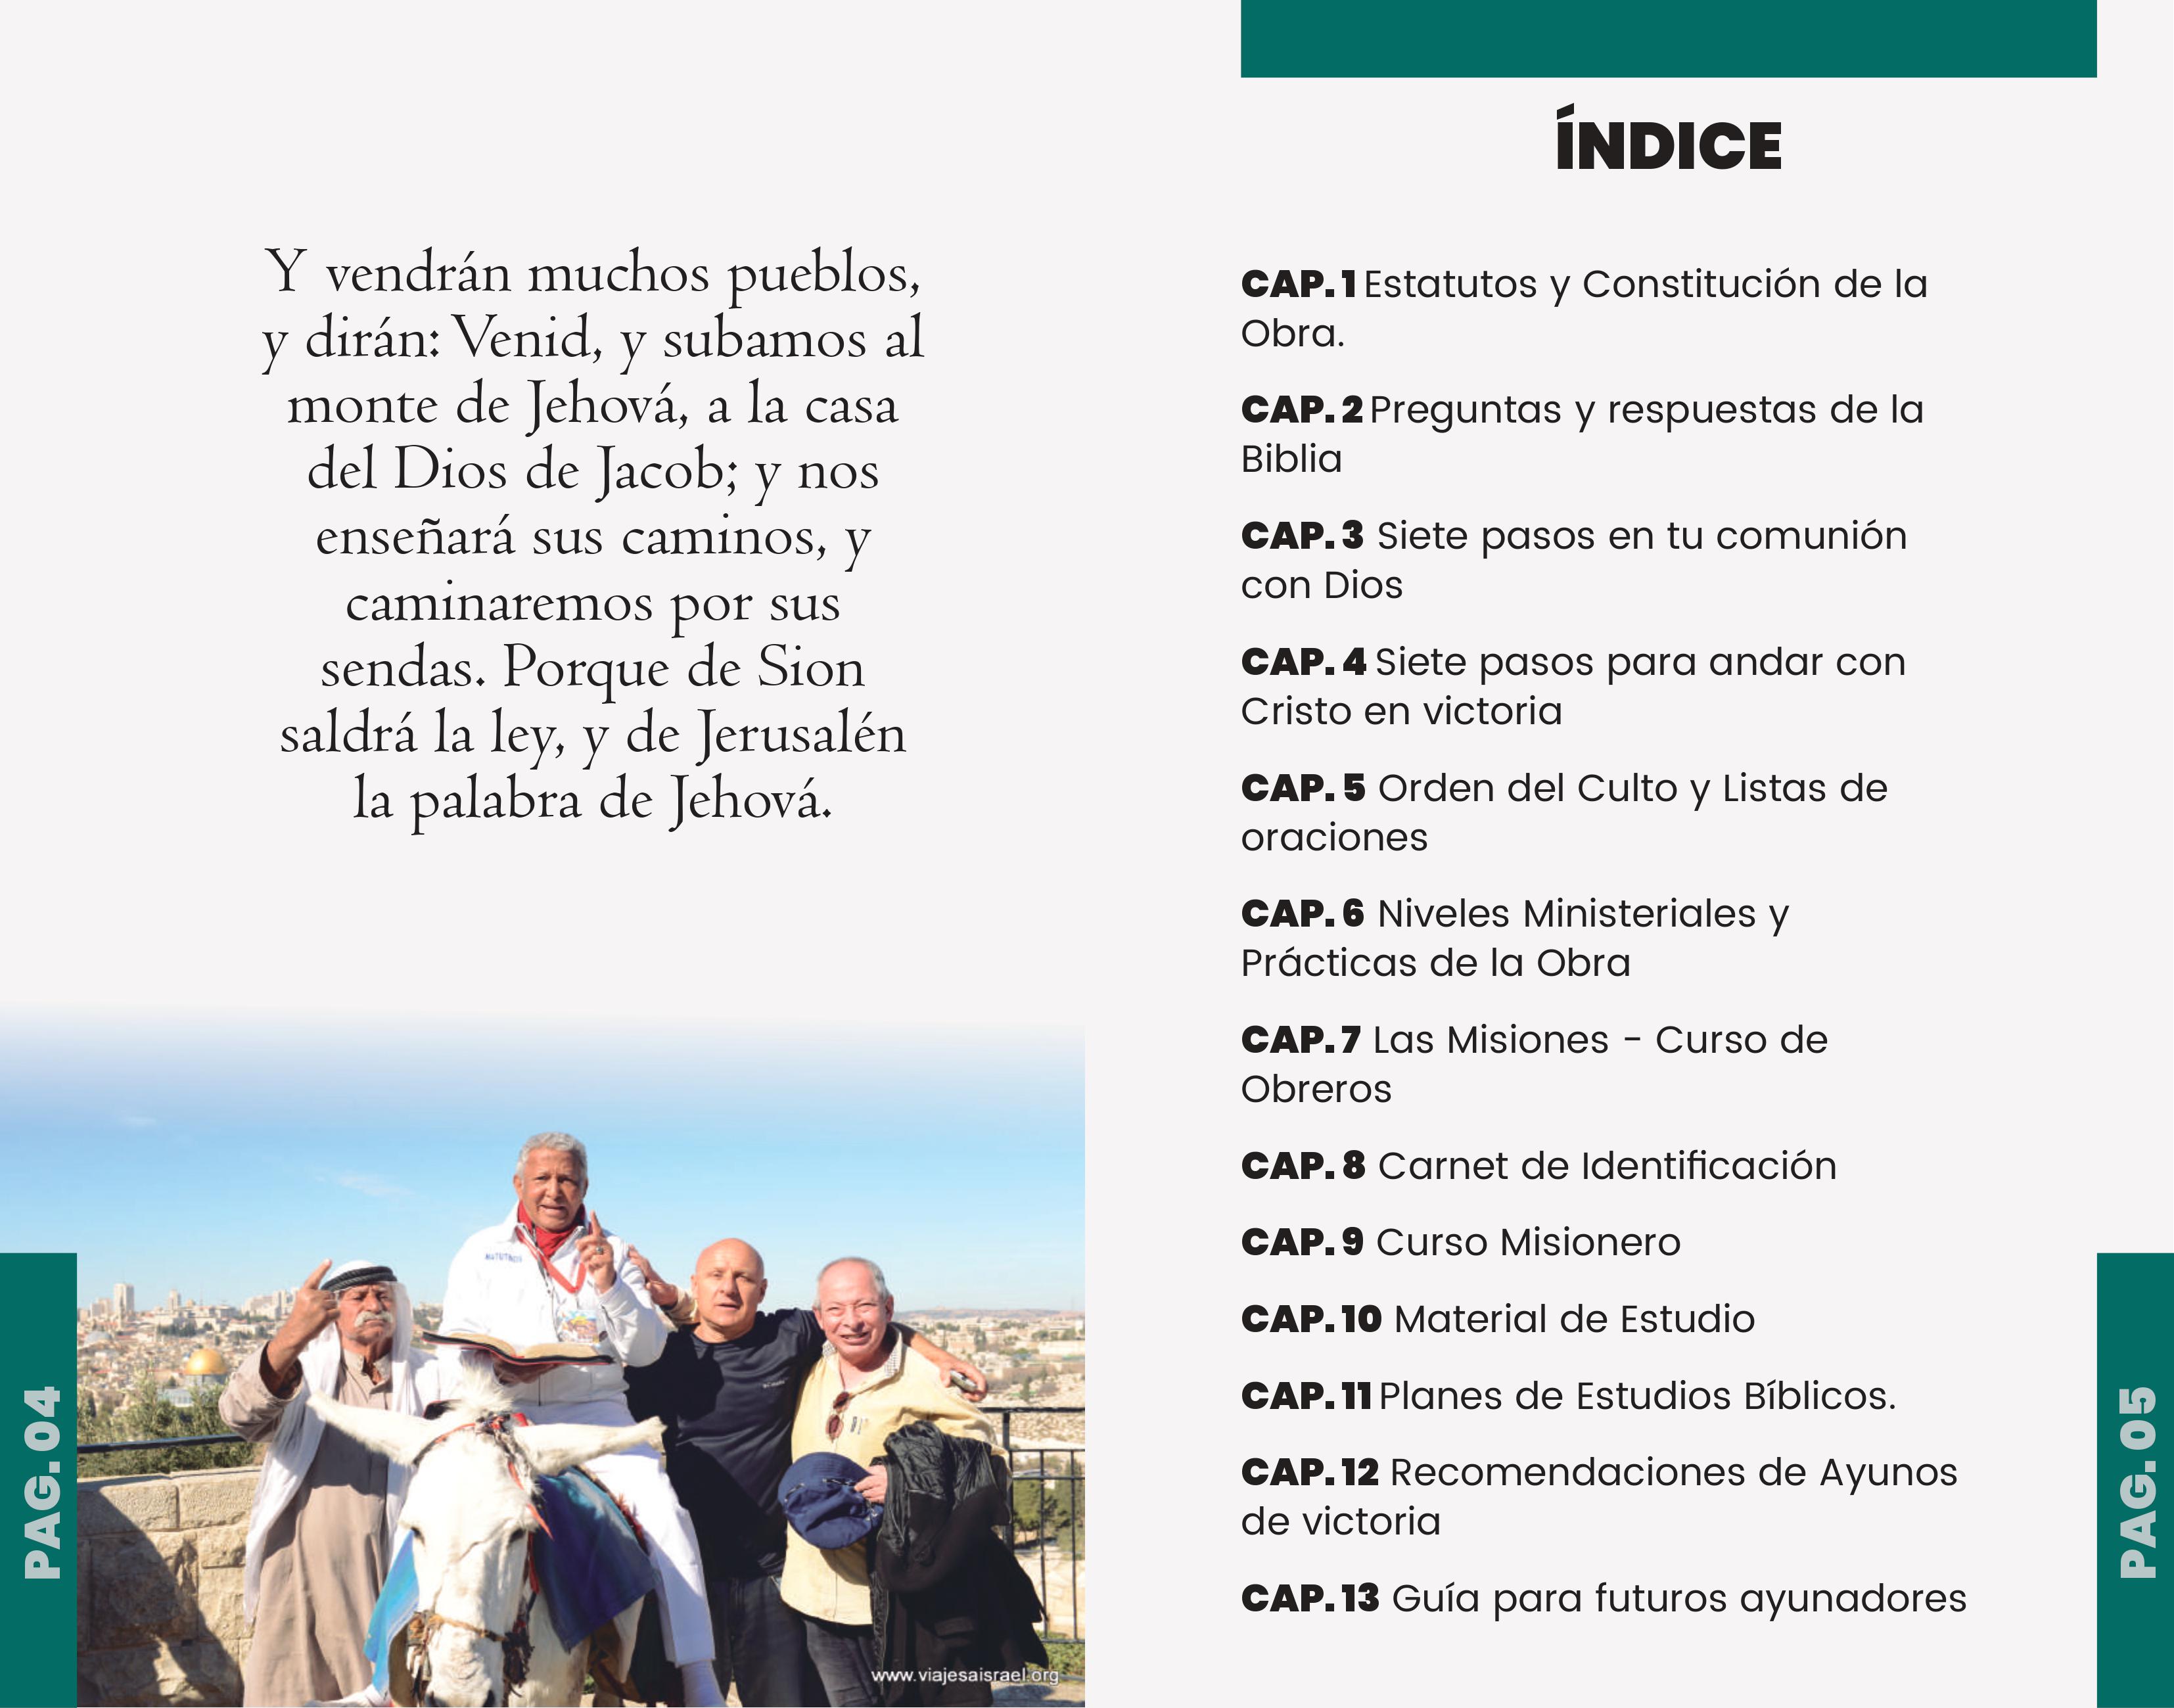 Y vendrán muchos pueblos,
y dirán: Venid, y subamos al
monte de Jehová, a la casa
del Dios de Jacob; y nos
enseñará sus caminos, y
caminaremos por sus
sendas. Porque de Sion
saldrá la ley, y de Jerusalén
la palabra de Jehová.
www.viajesaisrael.org
PAG. 04
ÍNDICE
CAP. 1 Estatutos y Constitución de la
Obra.
CAP. 2 Preguntas y respuestas de la
Biblia
CAP. 3 Siete pasos en tu comunión
con Dios
CAP. 4 Siete pasos para andar con
Cristo en victoria
CAP. 5 Orden del Culto y Listas de
oraciones
CAP. 6 Niveles Ministeriales y
Prácticas de la Obra
CAP. 7 Las Misiones - Curso de
Obreros
CAP. 8 Carnet de Identificación
CAP. 9 Curso Misionero
CAP. 10 Material de Estudio
CAP. 11 Planes de Estudios Bíblicos.
CAP. 12 Recomendaciones de Ayunos
de victoria
CAP. 13 Guía para futuros ayunadores
PAG. 05